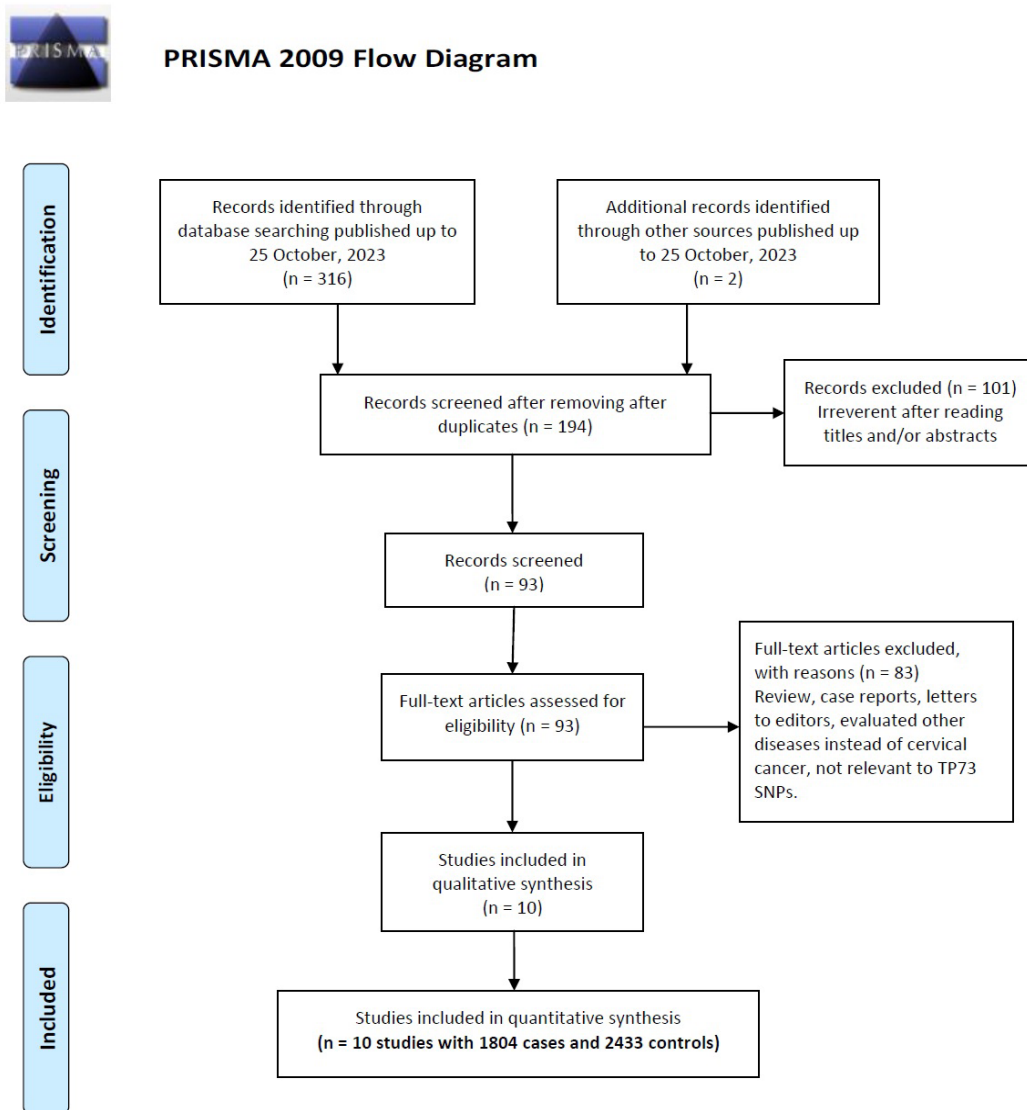 PRISMA
PRISMA 2009 Flow Diagram
Identification
Records identified through
database searching published up to
25 October, 2023
(n = 316)
Additional records identified
through other sources published up
to 25 October, 2023
(n = 2)
Records screened after removing after
duplicates (n = 194)
Records excluded (n = 101)
Irreverent after reading
titles and/or abstracts
Screening
Records screened
(n = 93)
Eligibility
Full-text articles assessed for
eligibility (n = 93)
Full-text articles excluded,
with reasons (n = 83)
Review, case reports, letters
to editors, evaluated other
diseases instead of cervical
cancer, not relevant to TP73
SNPs.
Studies included in
qualitative synthesis
(n = 10)
Included
Studies included in quantitative synthesis
(n = 10 studies with 1804 cases and 2433 controls)